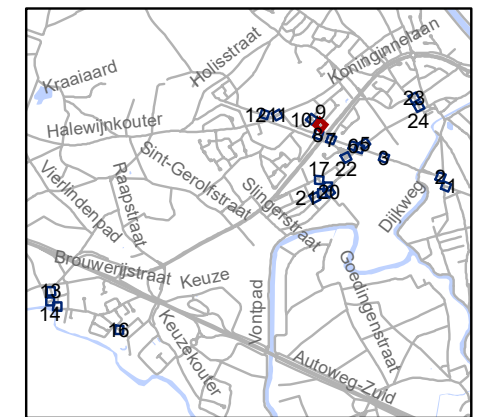 Holisstraat
Koninginnelaan
Kraaiaard
Halewijnkouter
12
11
10
9
8
7
6
5
3
23
24
22
2
1
Vierlindenpad
Raapstraat
Sint-Gerolfstraat
Slingerstraat
17
20
21
Dijkweg
Brouwerijstraat
Keuze
Vontpad
Goedingenstraat
13
14
16
Keuzekouter
Autoweg-Zuid